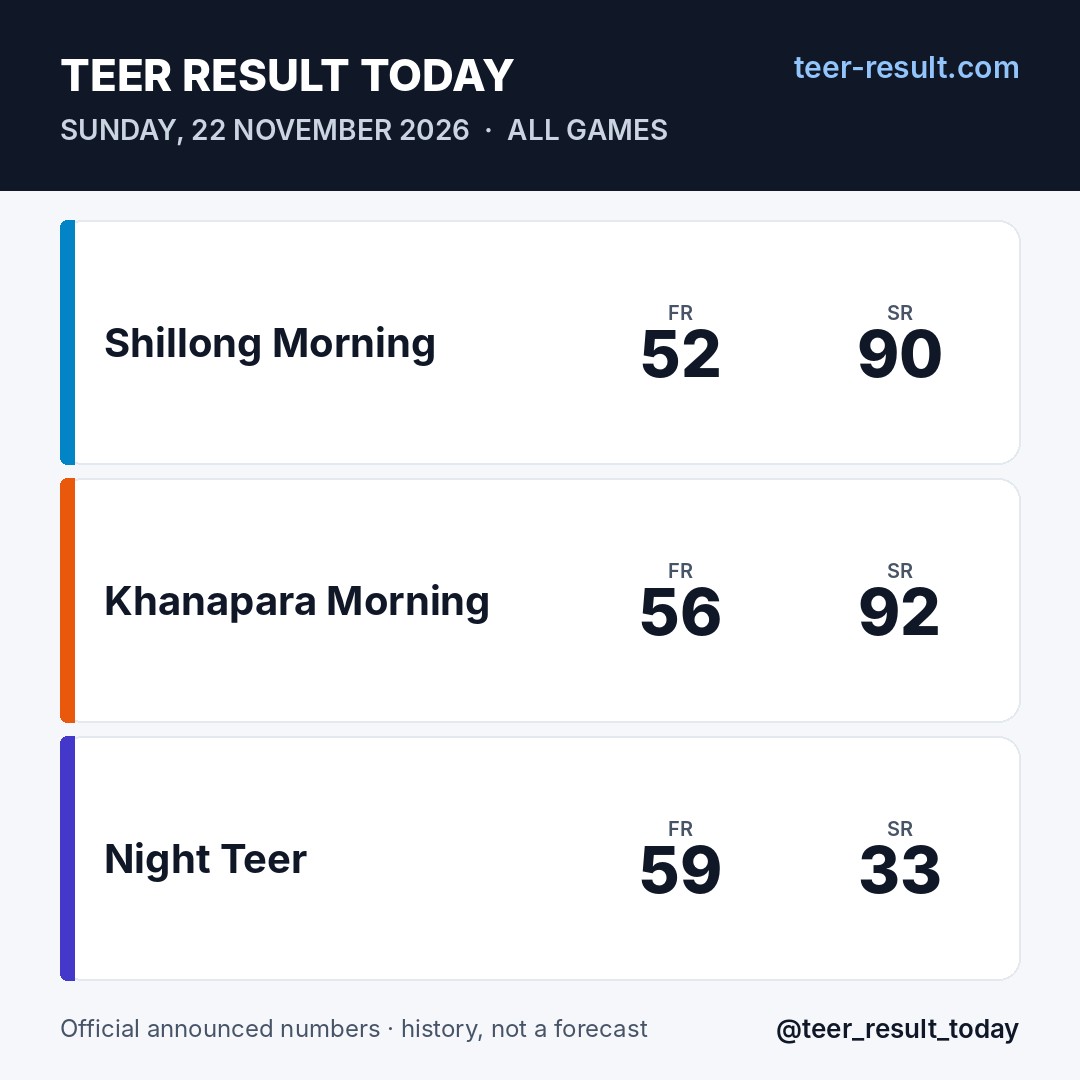 TEER RESULT TODAY
teer-result.com
SUNDAY, 22 NOVEMBER 2026 · ALL GAMES
Shillong Morning
FR
52
SR
90
Khanapara Morning
FR
56
SR
92
Night Teer
FR
59
SR
33
Official announced numbers · history, not a forecast
@teer_result_today